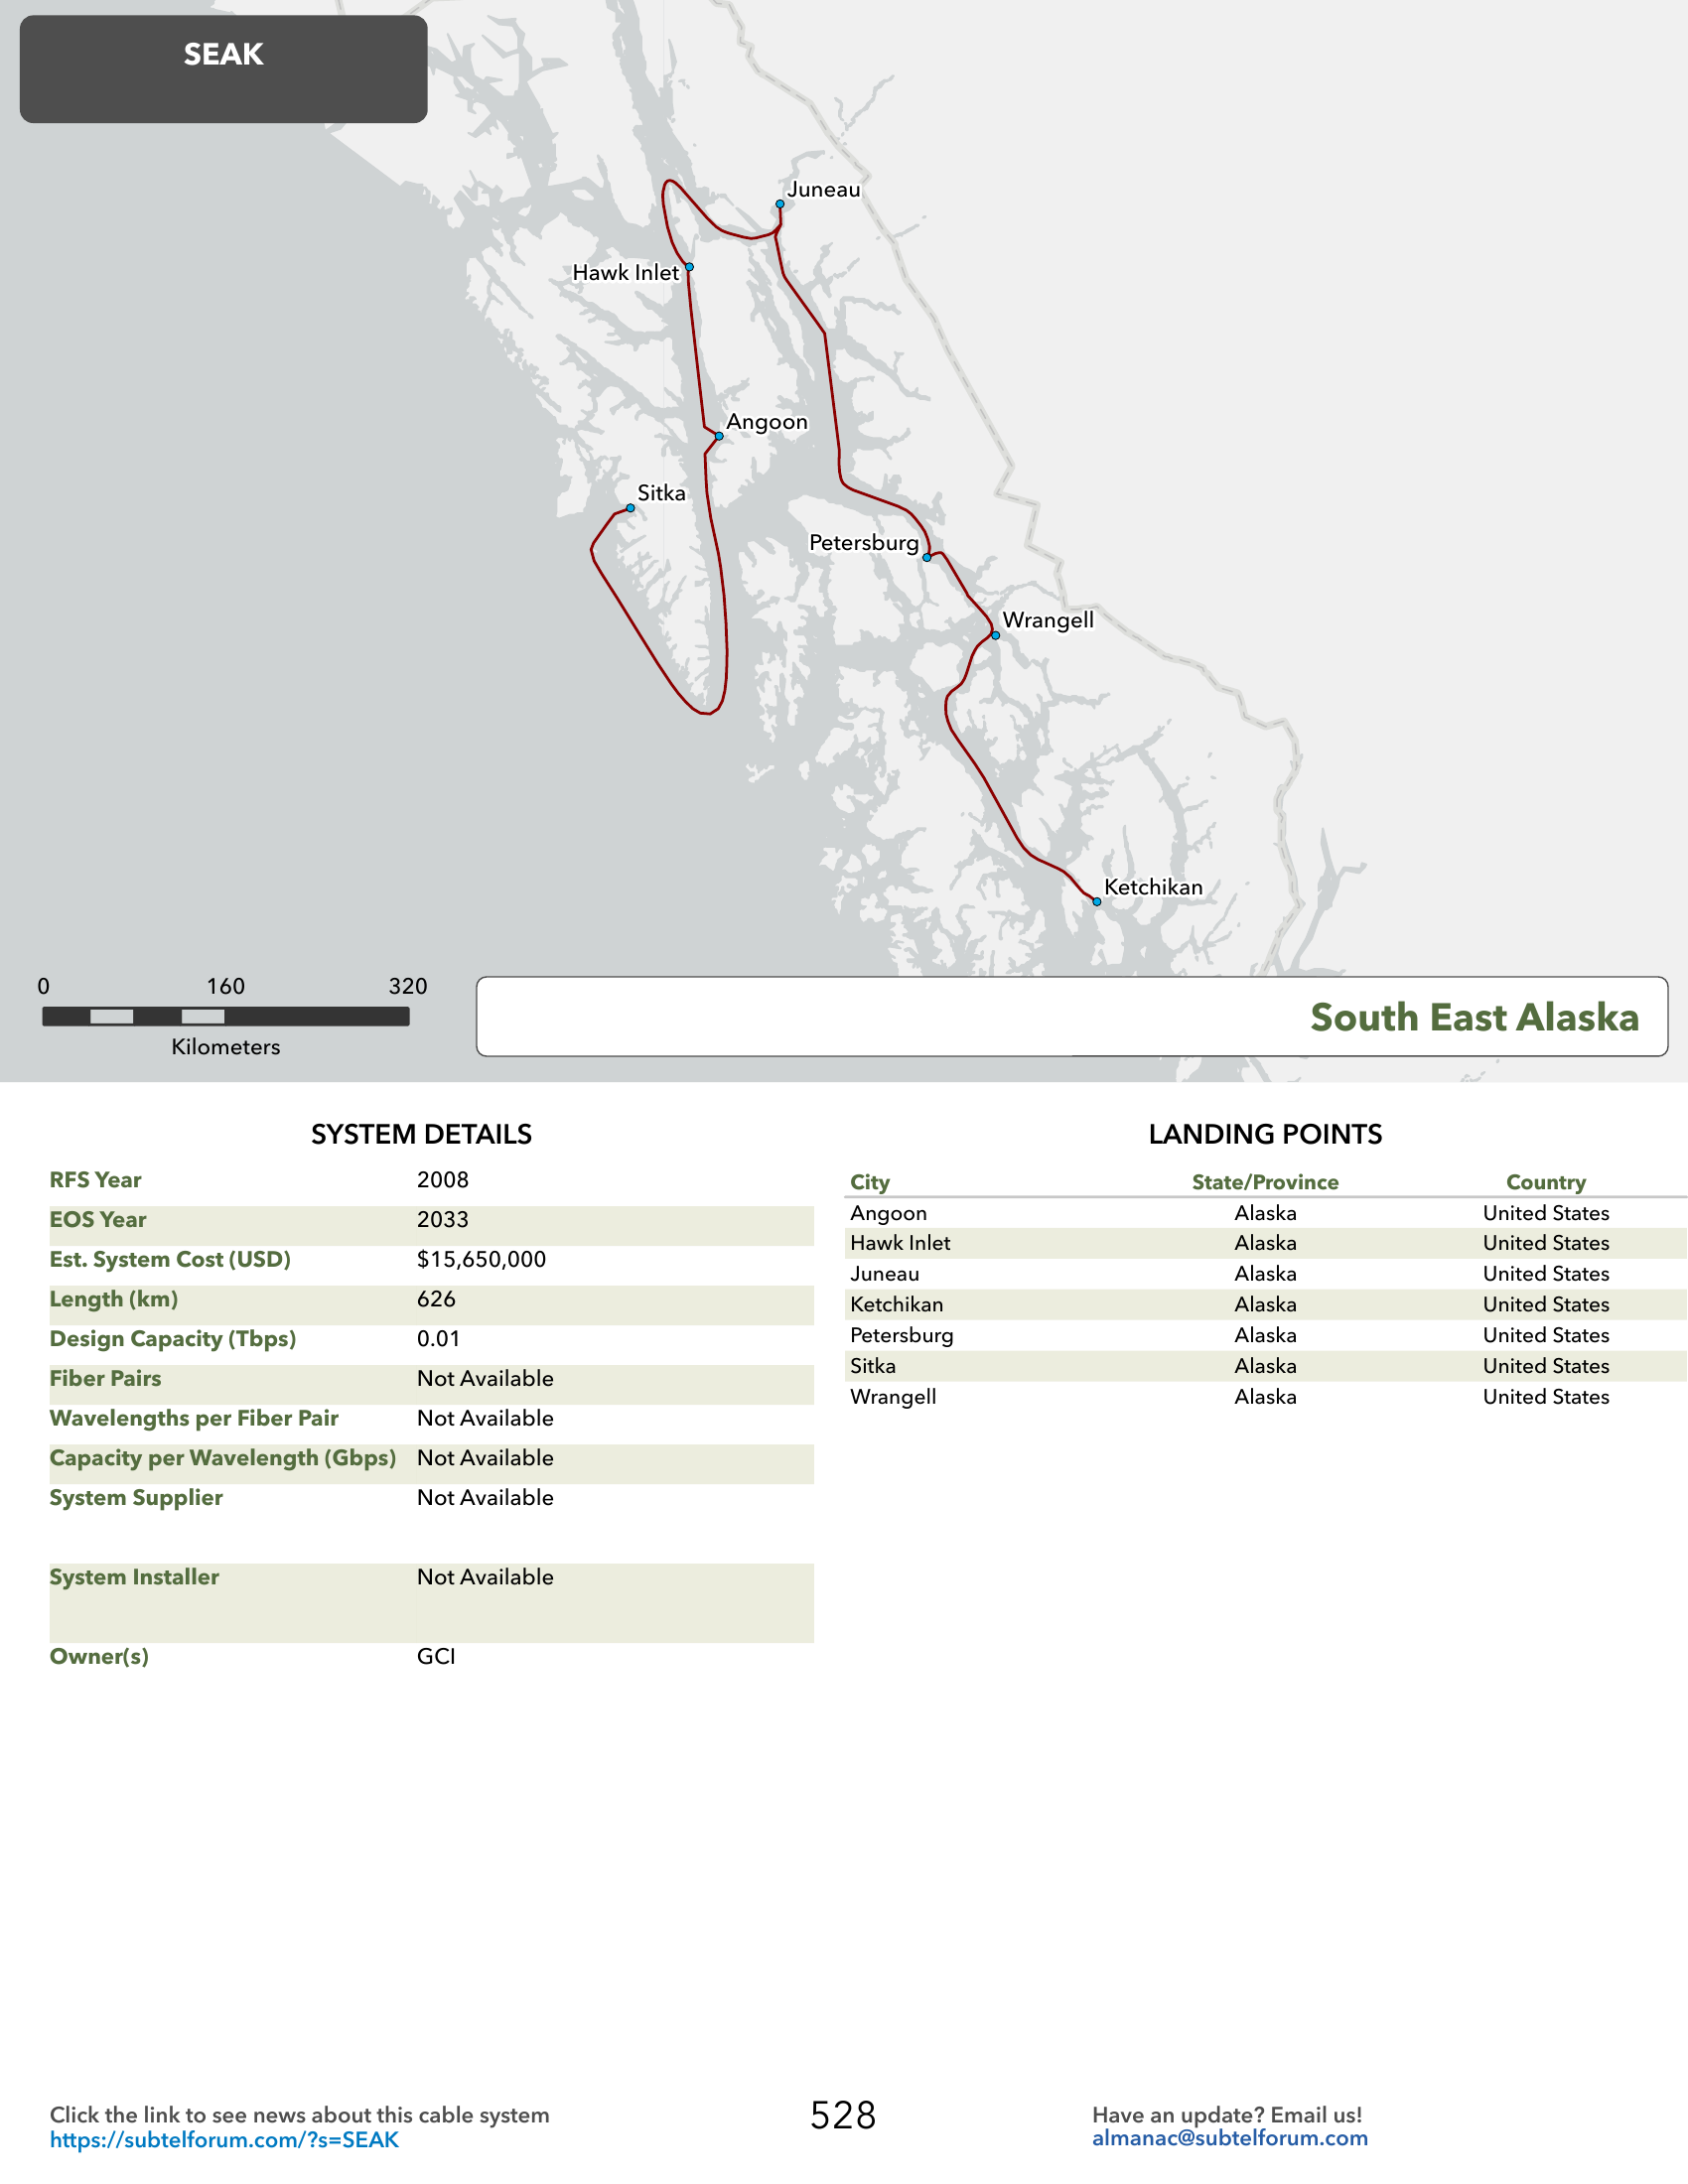 SEAK
Juneau
Hawk Inlet
Angoon
Sitka
Petersburg
Wrangell
Ketchikan
0 160 320
Kilometers
South East Alaska
SYSTEM DETAILS
RFS Year 2008
EOS Year 2033
Est. System Cost (USD) $15,650,000
Length (km) 626
Design Capacity (Tbps) 0.01
Fiber Pairs Not Available
Wavelengths per Fiber Pair Not Available
Capacity per Wavelength (Gbps) Not Available
System Supplier Not Available
System Installer Not Available
Owner(s) GCI
LANDING POINTS
City State/Province Country
Angoon Alaska United States
Hawk Inlet Alaska United States
Juneau Alaska United States
Ketchikan Alaska United States
Petersburg Alaska United States
Sitka Alaska United States
Wrangell Alaska United States
Click the link to see news about this cable system
https://subtelforum.com/?s=SEAK
528
Have an update? Email us!
almanac@subtelforum.com